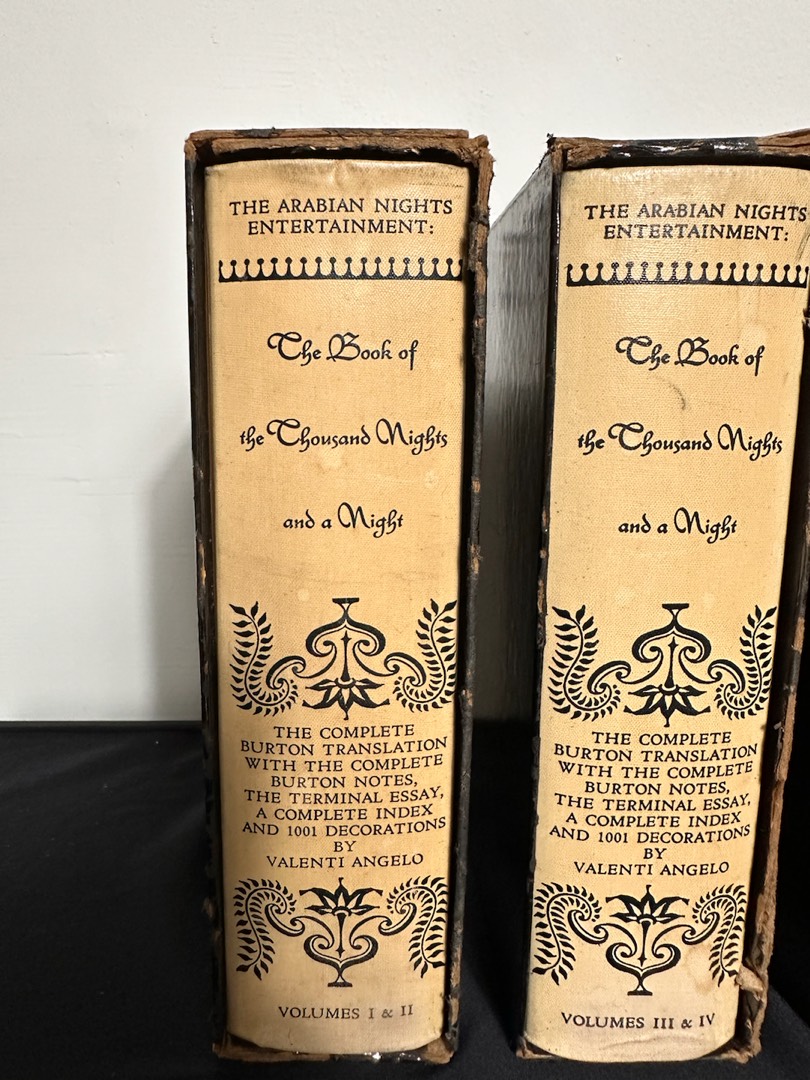 THE ARABIAN NIGHTS
ENTERTAINMENT:
The Book of
the Thousand Nights
and a Night
THE COMPLETE
BURTON TRANSLATION
WITH THE COMPLETE
BURTON NOTES,
THE TERMINAL ESSAY,
A COMPLETE INDEX
AND 1001 DECORATIONS
BY
VALENTI ANGELO
VOLUMES I & II
THE ARABIAN NIGHTS
ENTERTAINMENT:
The Book of
the Thousand Nights
and a Night
THE COMPLETE
BURTON TRANSLATION
WITH THE COMPLETE
BURTON NOTES,
THE TERMINAL ESSAY,
A COMPLETE INDEX
AND 1001 DECORATIONS
BY
VALENTI ANGELO
VOLUMES III & IV